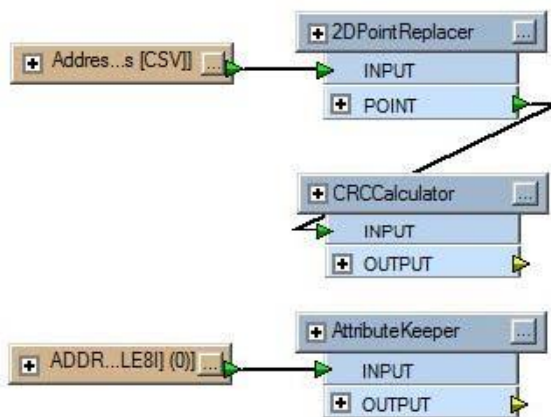 2DPointReplacer ...
Addres...s [CSV]] ...
INPUT
POINT
CRCCalculator ...
INPUT
OUTPUT
AttributeKeeper ...
ADDR...LE8I] (0)] ...
INPUT
OUTPUT